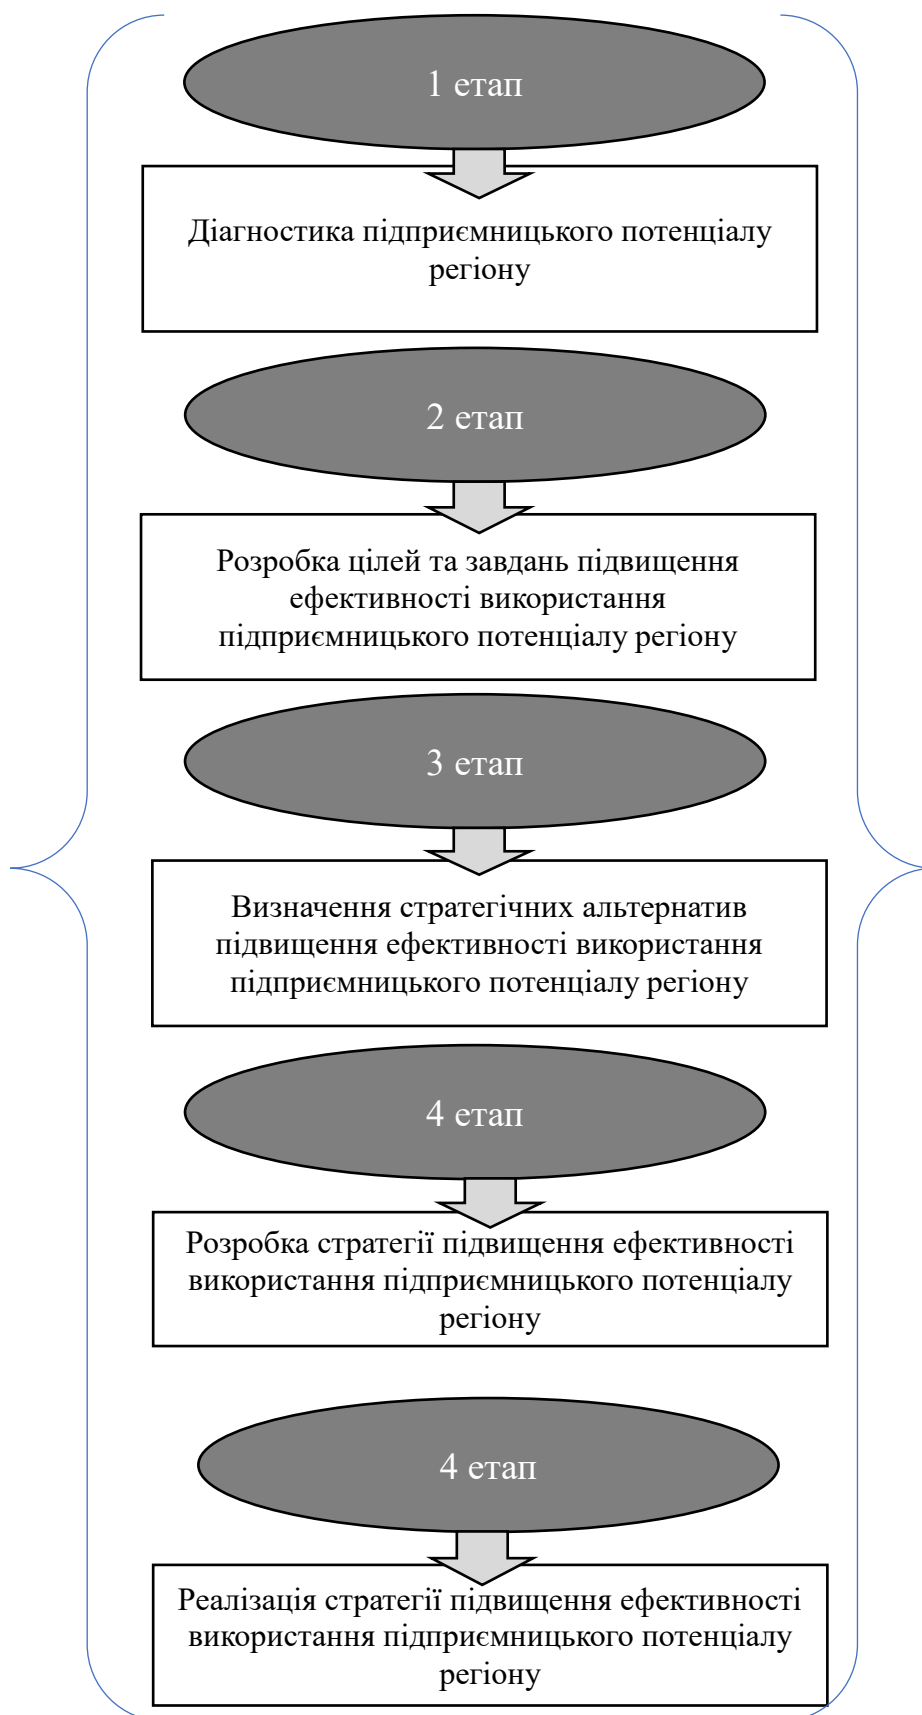 1 етап
Діагностика підприємницького потенціалу
регіону
2 етап
Розробка цілей та завдань підвищення
ефективності використання
підприємницького потенціалу регіону
3 етап
Визначення стратегічних альтернатив
підвищення ефективності використання
підприємницького потенціалу регіону
4 етап
Розробка стратегії підвищення ефективності
використання підприємницького потенціалу
регіону
4 етап
Реалізація стратегії підвищення ефективності
використання підприємницького потенціалу
регіону